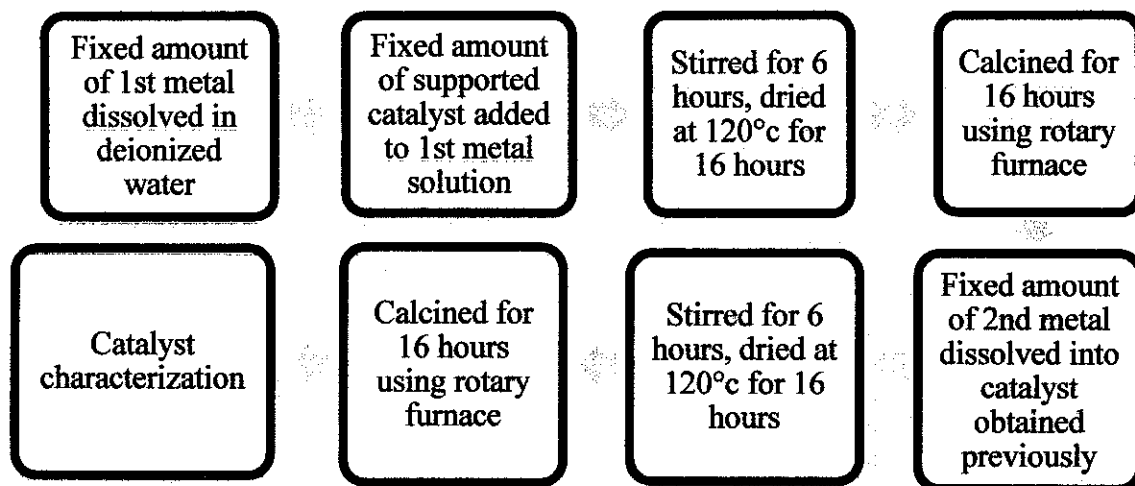 Fixed amount
of 1st metal
dissolved in
deionized
water
Fixed amount
of supported
catalyst added
to 1st metal
solution
Stirred for 6
hours, dried
at 120°c for
16 hours
Calcined for
16 hours
using rotary
furnace
Fixed amount
of 2nd metal
dissolved into
catalyst
obtained
previously
Stirred for 6
hours, dried at
120°c for 16
hours
Calcined for
16 hours
using rotary
furnace
Catalyst
characterization